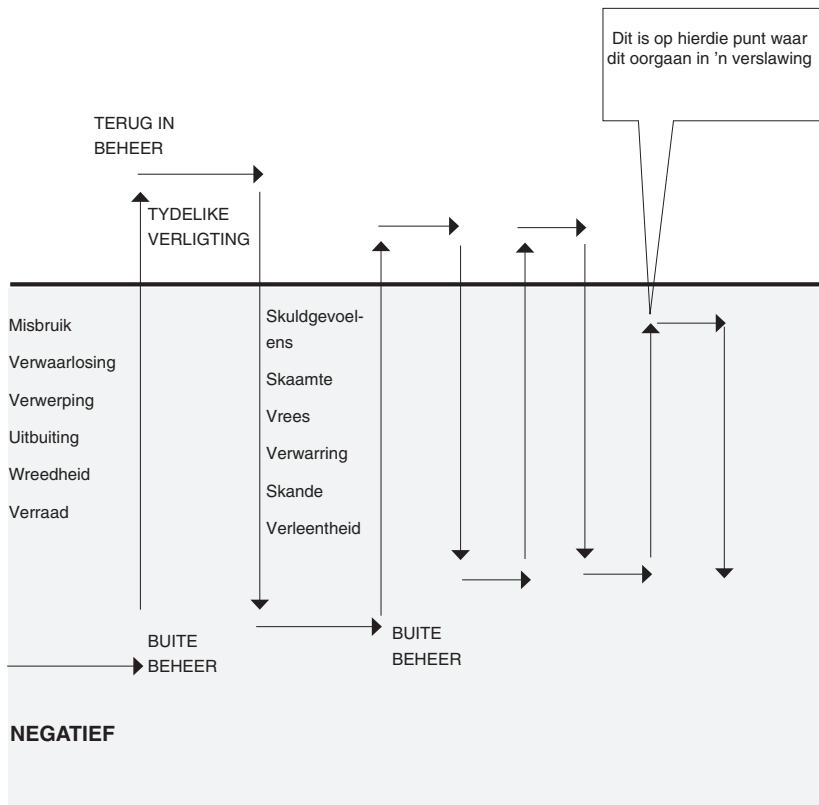 Dit is op hierdie punt waar
dit oorgaan in 'n verslawing
TERUG IN
BEHEER
TYDELIKE
VERLIGTING
Misbruik
Verwaarlosing
Verwerping
Uitbuiting
Wreedheid
Verraad
Skuldgevoel-
ens
Skaamte
Vrees
Verwarring
Skande
Verleentheid
BUITE
BEHEER
BUITE
BEHEER
NEGATIEF